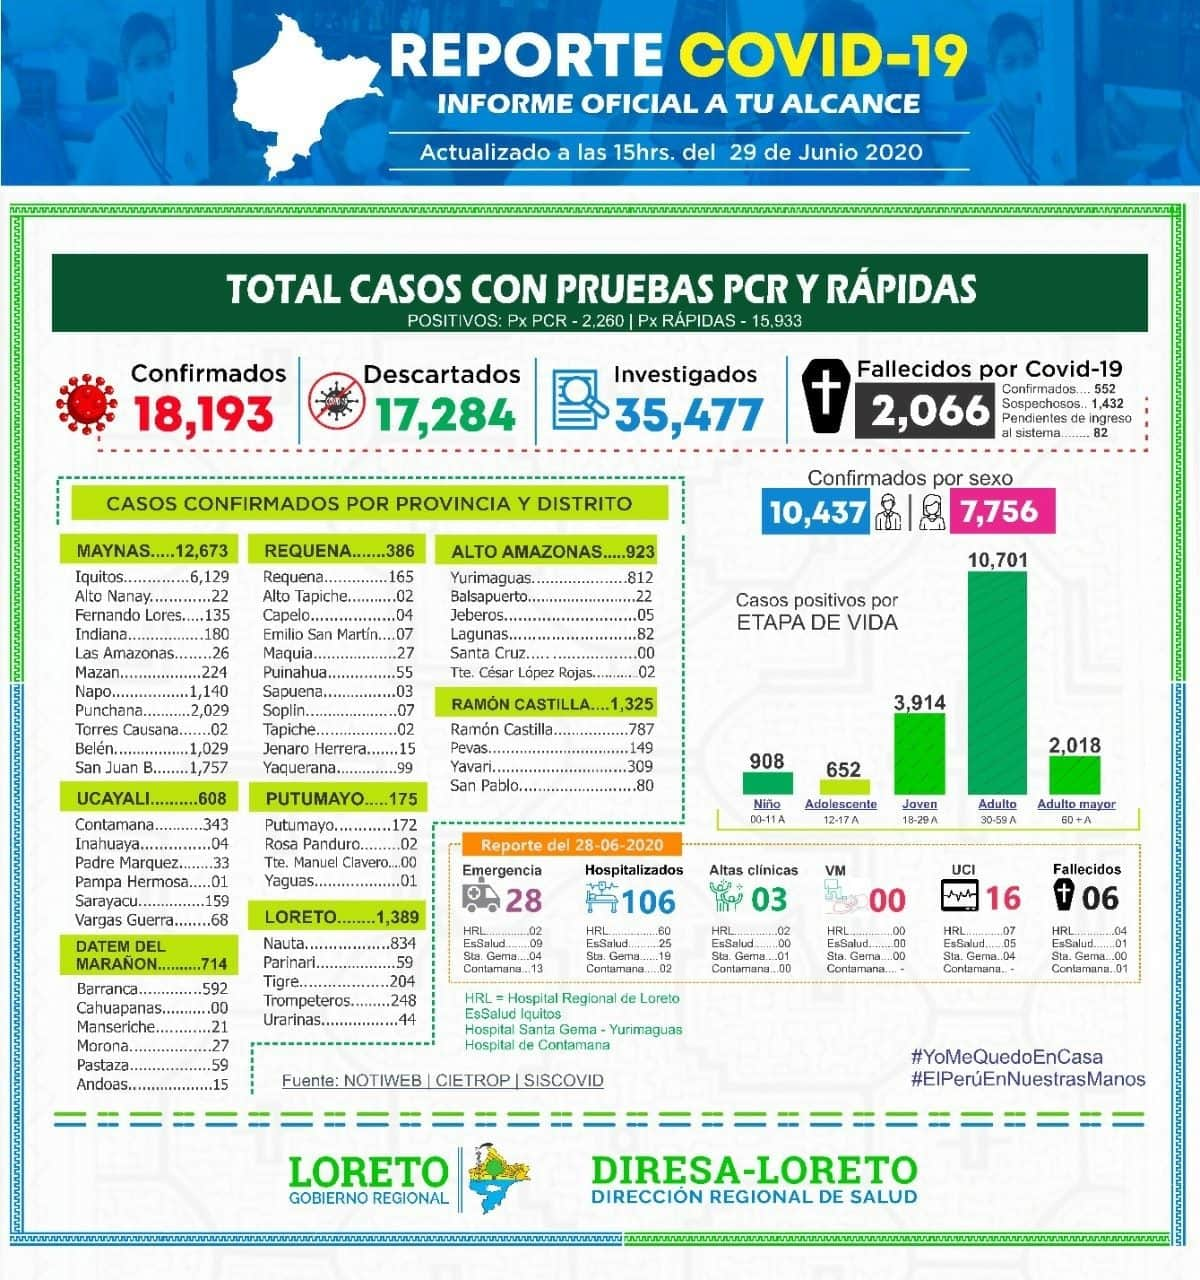 REPORTE COVID-19
INFORME OFICIAL A TU ALCANCE
Actualizado a las 15hrs. del 29 de Junio 2020
TOTAL CASOS CON PRUEBAS PCR Y RÁPIDAS
POSITIVOS: Px PCR - 2,260 | Px RÁPIDAS - 15,933
Confirmados
18,193
Descartados
17,284
Investigados
35,477
Fallecidos por Covid-19
2,066
Confirmados.... 552
Sospechosos.. 1,432
Pendientes de ingreso
al sistema........ 82
CASOS CONFIRMADOS POR PROVINCIA Y DISTRITO
MAYNAS.....12,673
Iquitos..............6,129
Alto Nanay...........22
Fernando Lores...135
Indiana...............180
Las Amazonas......26
Mazan................224
Napo................1,140
Punchana..........2,029
Torres Causana....02
Belén...............1,029
San Juan B.......1,757
UCAYALI..........608
Contamana........343
Inahuaya.............04
Padre Marquez.....33
Pampa Hermosa...01
Sarayacu............159
Vargas Guerra......68
DATEM DEL
MARAÑON.........714
Barranca............592
Cahuapanas.........00
Manseriche..........21
Morona...............27
Pastaza...............59
Andoas...............15
REQUENA.......386
Requena............165
Alto Tapiche.........02
Capelo................04
Emilio San Martín...07
Maquia...............27
Puinahua.............55
Sapuena.............03
Soplin................07
Tapiche..............02
Jenaro Herrera.....15
Yaquerana...........99
PUTUMAYO.....175
Putumayo..........172
Rosa Panduro......02
Tte. Manuel Clavero...00
Yaguas...............01
LORETO.........1,389
Nauta................834
Parinari..............59
Tigre.................204
Trompeteros......248
Urarinas.............44
ALTO AMAZONAS...923
Yurimaguas............812
Balsapuerto.............22
Jeberos..................05
Lagunas.................82
Santa Cruz.............00
Tte. César López Rojas........02
RAMÓN CASTILLA....1,325
Ramón Castilla........787
Pevas...................149
Yavari...................309
San Pablo...............80
Confirmados por sexo
10,437 | 7,756
Casos positivos por
ETAPA DE VIDA
908
652
3,914
10,701
2,018
Niño
00-11 A
Adolescente
12-17 A
Joven
18-29 A
Adulto
30-59 A
Adulto mayor
60 + A
Reporte del 28-06-2020
Emergencia
28
HRL...........02
EsSalud......09
Sta. Gema...04
Contamana..13
Hospitalizados
106
HRL...........60
EsSalud......25
Sta. Gema...19
Contamana..02
Altas clínicas
03
HRL...........02
EsSalud......00
Sta. Gema...01
Contamana..00
VM
00
HRL...........00
EsSalud......00
Sta. Gema...00
Contamana.. -
UCI
16
HRL...........07
EsSalud......05
Sta. Gema...04
Contamana.. -
Fallecidos
06
HRL...........04
EsSalud......01
Sta. Gema...00
Contamana..01
HRL = Hospital Regional de Loreto
EsSalud Iquitos
Hospital Santa Gema - Yurimaguas
Hospital de Contamana
Fuente: NOTIWEB | CIETROP | SISCOVID
#YoMeQuedoEnCasa
#ElPerúEnNuestrasManos
LORETO
GOBIERNO REGIONAL
DIRESA-LORETO
DIRECCIÓN REGIONAL DE SALUD